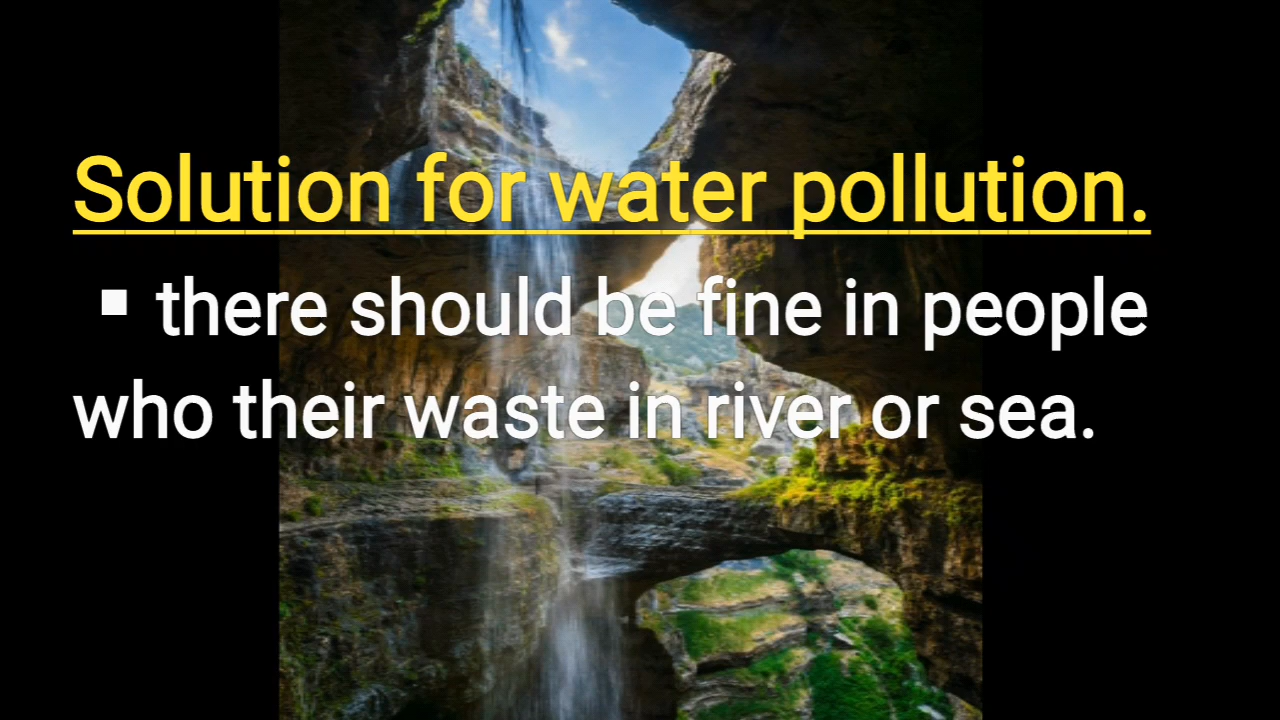 Solution for water pollution.
▪ there should be fine in people
who their waste in river or sea.